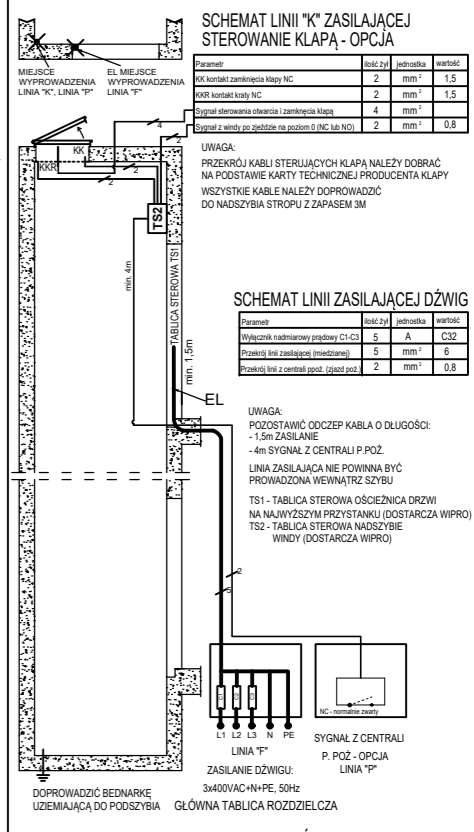 SCHEMAT LINII "K" ZASILAJĄCEJ
STEROWANIE KLAPĄ - OPCJA
MIEJSCE
WYPROWADZENIA
LINIA "K", LINIA "P"
EL MIEJSCE
WYPROWADZENIA
LINIA "F"
Parametr ilość żył jednostka wartość
KK kontakt zamknięcia klapy NC 2 mm² 1,5
KKR kontakt kraty NC 2 mm² 1,5
Sygnał sterowania otwarcia i zamknięcia klapą 4 mm²
Sygnał z windy po zjeździe na poziom 0 (NC lub NO) 2 mm² 0,8
UWAGA:
PRZEKRÓJ KABLI STERUJĄCYCH KLAPĄ NALEŻY DOBRAĆ
NA PODSTAWIE KARTY TECHNICZNEJ PRODUCENTA KLAPY
WSZYSTKIE KABLE NALEŻY DOPROWADZIĆ
DO NADSZYBIA STROPU Z ZAPASEM 3M
KK
KKR
4
2
2
2
TS2
min. 4m
TABLICA STEROWA TS1
min. 1,5m
EL
SCHEMAT LINII ZASILAJĄCEJ DŹWIG
Parametr ilość żył jednostka wartość
Wyłącznik nadmiarowy prądowy C1-C3 5 A C32
Przekrój linii zasilającej (miedzianej) 5 mm² 6
Przekrój linii z centrali ppoż. (zjazd poż.) 2 mm² 0,8
UWAGA:
POZOSTAWIĆ ODCZEP KABLA O DŁUGOŚCI:
- 1,5m ZASILANIE
- 4m SYGNAŁ Z CENTRALI P.POŻ.
LINIA ZASILAJĄCA NIE POWINNA BYĆ
PROWADZONA WEWNĄTRZ SZYBU
TS1 - TABLICA STEROWA OŚCIEŻNICA DRZWI
NA NAJWYŻSZYM PRZYSTANKU (DOSTARCZA WIPRO)
TS2 - TABLICA STEROWA NADSZYBIE
WINDY (DOSTARCZA WIPRO)
2
5
C1 C2 C3
L1 L2 L3 N PE
NC - normalnie zwarty
LINIA "F"
ZASILANIE DŹWIGU:
3x400VAC+N+PE, 50Hz
GŁÓWNA TABLICA ROZDZIELCZA
SYGNAŁ Z CENTRALI
P. POŻ - OPCJA
LINIA "P"
DOPROWADZIĆ BEDNARKĘ
UZIEMIAJĄCĄ DO PODSZYBIA